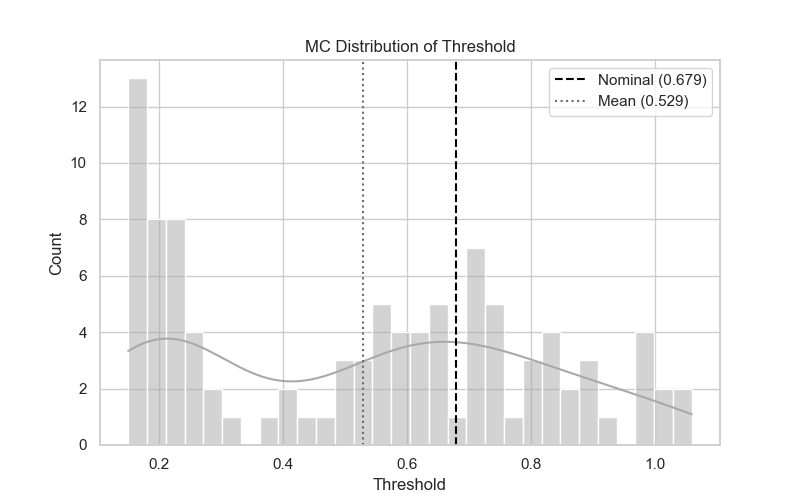 MC Distribution of Threshold
Nominal (0.679)
Mean (0.529)
Count
12
10
8
6
4
2
0
0.2 0.4 0.6 0.8 1.0
Threshold